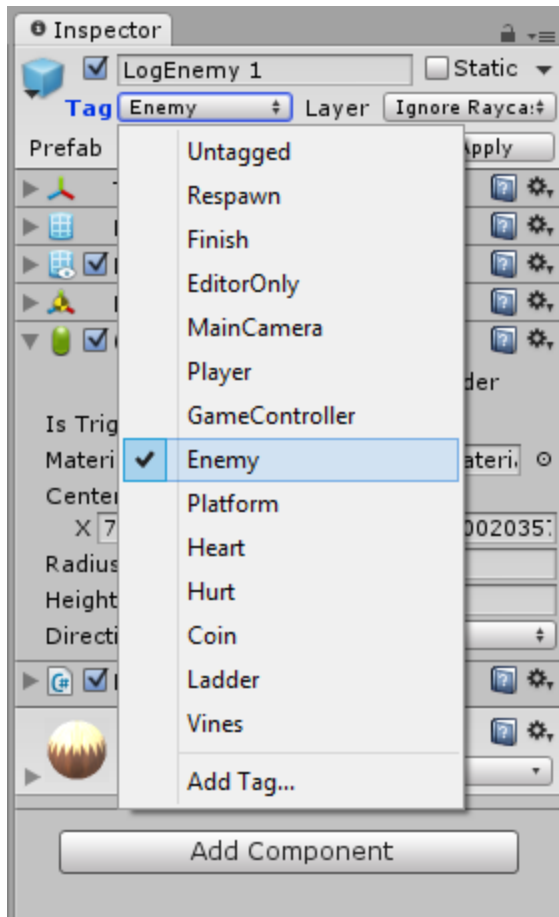 Inspector
LogEnemy 1
Static
Tag Enemy
Layer Ignore Rayca
Prefab
Apply
Untagged
Respawn
Finish
EditorOnly
MainCamera
Player
GameController
der
Is Trig
Enemy
Materi
ateri
Platform
Center
X 7
0020357
Heart
Radius
Hurt
Height
Coin
Directi
Ladder
Vines
Add Tag...
Add Component